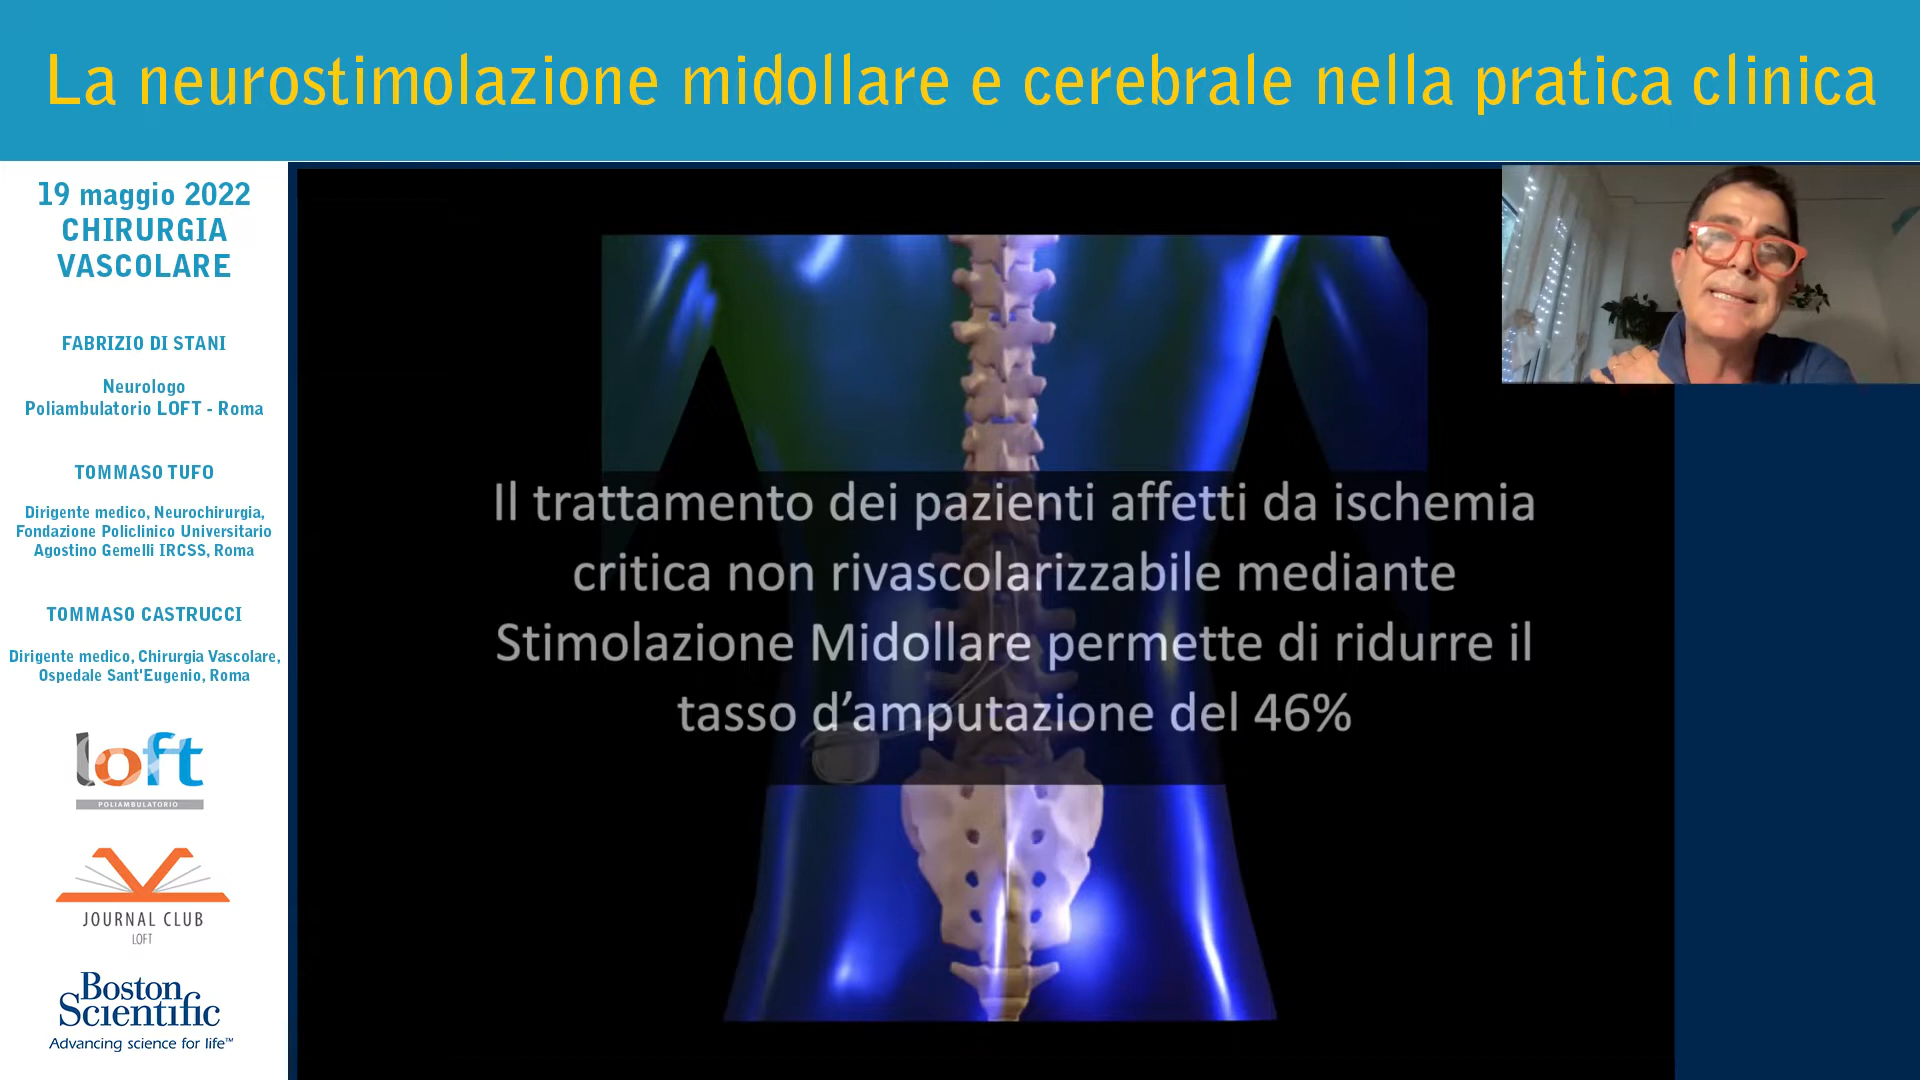 La neurostimolazione midollare e cerebrale nella pratica clinica
19 maggio 2022
CHIRURGIA
VASCOLARE
FABRIZIO DI STANI
Neurologo
Poliambulatorio LOFT - Roma
TOMMASO TUFO
Dirigente medico, Neurochirurgia,
Fondazione Policlinico Universitario
Agostino Gemelli IRCSS, Roma
TOMMASO CASTRUCCI
Dirigente medico, Chirurgia Vascolare,
Ospedale Sant'Eugenio, Roma
loft
POLIAMBULATORIO
JOURNAL CLUB
LOFT
Boston
Scientific
Advancing science for life™
Il trattamento dei pazienti affetti da ischemia
critica non rivascolarizzabile mediante
Stimolazione Midollare permette di ridurre il
tasso d’amputazione del 46%